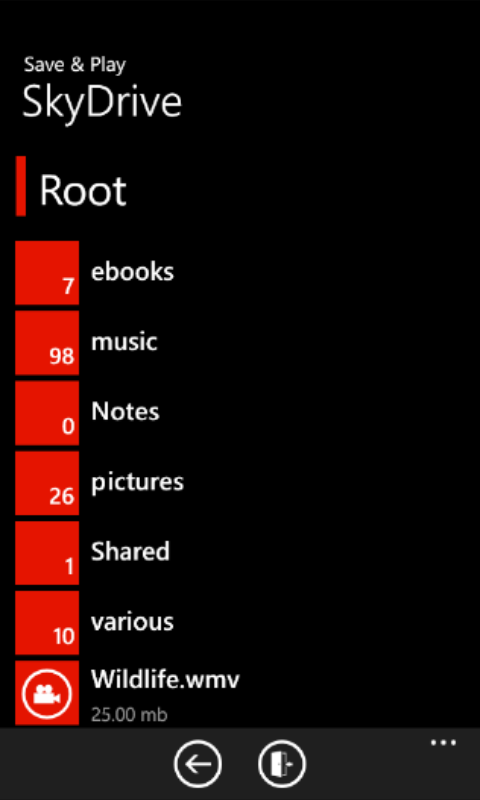 Save & Play
SkyDrive
Root
7 ebooks
98 music
0 Notes
26 pictures
1 Shared
10 various
Wildlife.wmv
25.00 mb